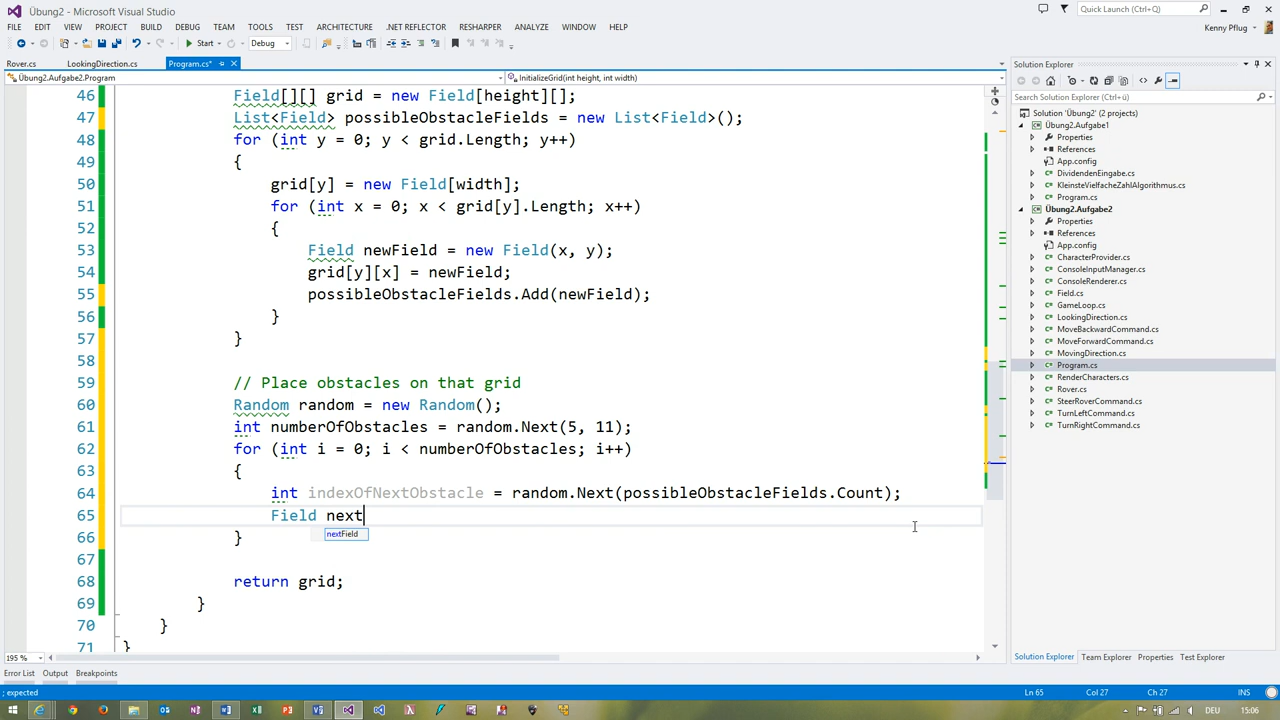 Übung2 - Microsoft Visual Studio
Quick Launch (Ctrl+Q)
FILE EDIT VIEW PROJECT BUILD DEBUG TEAM TOOLS TEST ARCHITECTURE .NET REFLECTOR RESHARPER ANALYZE WINDOW HELP
Kenny Pflug
Start Debug
Rover.cs LookingDirection.cs Program.cs*
Übung2.Aufgabe2.Program InitializeGrid(int height, int width)
46 Field[][] grid = new Field[height][];
47 List<Field> possibleObstacleFields = new List<Field>();
48 for (int y = 0; y < grid.Length; y++)
49 {
50 grid[y] = new Field[width];
51 for (int x = 0; x < grid[y].Length; x++)
52 {
53 Field newField = new Field(x, y);
54 grid[y][x] = newField;
55 possibleObstacleFields.Add(newField);
56 }
57 }
58
59 // Place obstacles on that grid
60 Random random = new Random();
61 int numberOfObstacles = random.Next(5, 11);
62 for (int i = 0; i < numberOfObstacles; i++)
63 {
64 int indexOfNextObstacle = random.Next(possibleObstacleFields.Count);
65 Field next
nextField
66 }
67
68 return grid;
69 }
70 }
71 }
195 %
Solution Explorer
Search Solution Explorer (Ctrl+ü)
Solution 'Übung2' (2 projects)
Übung2.Aufgabe1
Properties
References
App.config
DividendenEingabe.cs
KleinsteVielfacheZahlAlgorithmus.cs
Program.cs
Übung2.Aufgabe2
Properties
References
App.config
CharacterProvider.cs
ConsoleInputManager.cs
ConsoleRenderer.cs
Field.cs
GameLoop.cs
LookingDirection.cs
MoveBackwardCommand.cs
MoveForwardCommand.cs
MovingDirection.cs
Program.cs
RenderCharacters.cs
Rover.cs
SteerRoverCommand.cs
TurnLeftCommand.cs
TurnRightCommand.cs
Solution Explorer Team Explorer Properties Test Explorer
Error List Output Breakpoints
; expected Ln 65 Col 27 Ch 27 INS
DEU 15:06